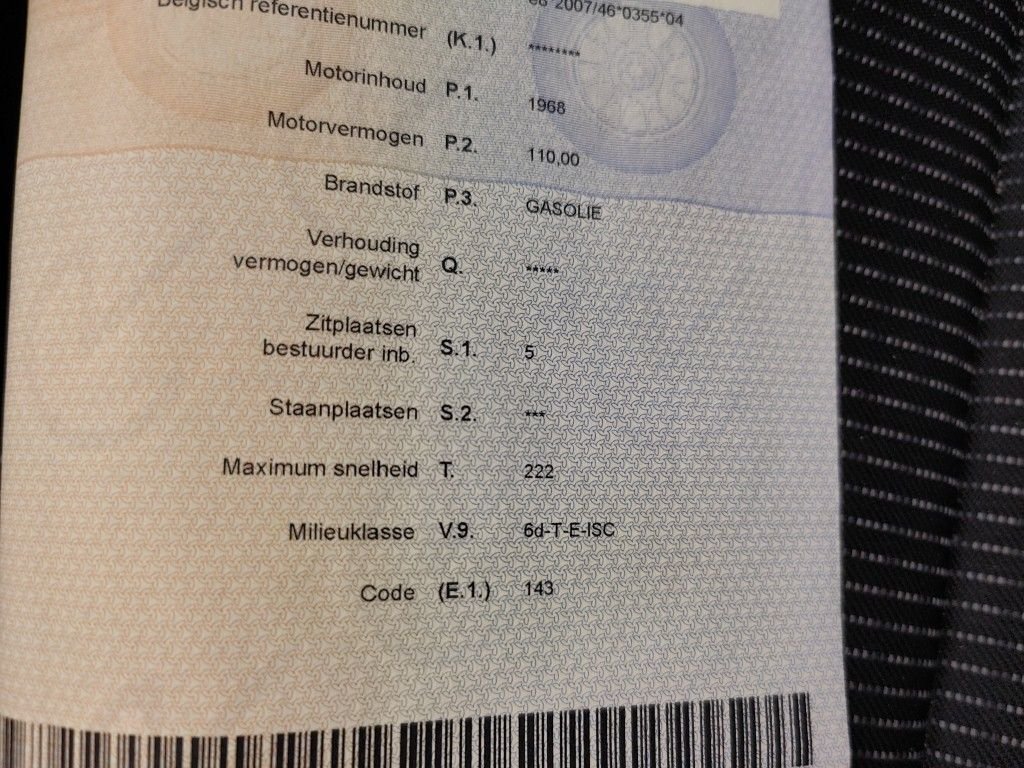 e8*2007/46*0355*04
Belgisch referentienummer (K.1.) ********
Motorinhoud P.1. 1968
Motorvermogen P.2. 110,00
Brandstof P.3. GASOLIE
Verhouding
vermogen/gewicht Q. *****
Zitplaatsen
bestuurder inb. S.1. 5
Staanplaatsen S.2. ***
Maximum snelheid T. 222
Milieuklasse V.9. 6d-T-E-ISC
Code (E.1.) 143